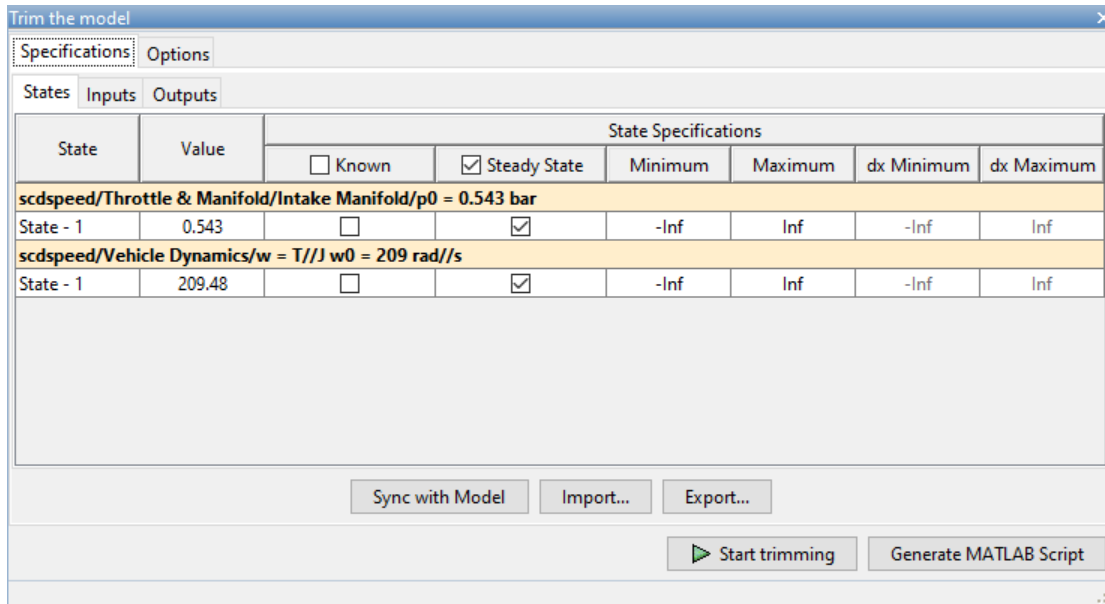 Trim the model
Specifications Options
States Inputs Outputs
State Value State Specifications
Known Steady State Minimum Maximum dx Minimum dx Maximum
scdspeed/Throttle & Manifold/Intake Manifold/p0 = 0.543 bar
State - 1 0.543 -Inf Inf -Inf Inf
scdspeed/Vehicle Dynamics/w = T//J w0 = 209 rad//s
State - 1 209.48 -Inf Inf -Inf Inf
Sync with Model Import... Export...
Start trimming Generate MATLAB Script